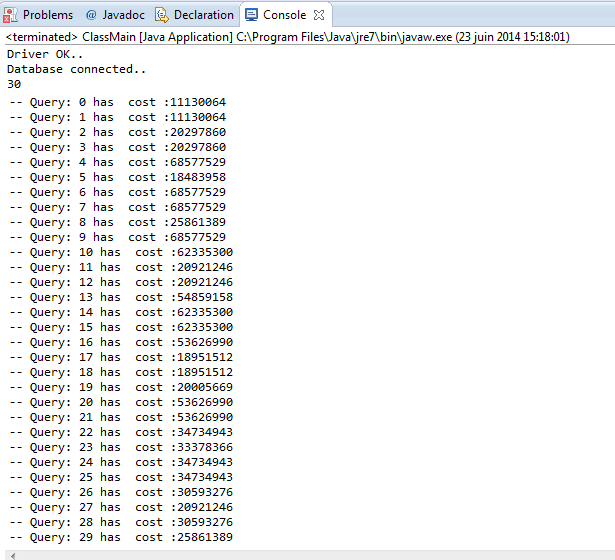 Problems @ Javadoc Declaration Console
<terminated> ClassMain [Java Application] C:\Program Files\Java\jre7\bin\javaw.exe (23 juin 2014 15:18:01)
Driver OK..
Database connected..
30
-- Query: 0 has  cost :11130064
-- Query: 1 has  cost :11130064
-- Query: 2 has  cost :20297860
-- Query: 3 has  cost :20297860
-- Query: 4 has  cost :68577529
-- Query: 5 has  cost :18483958
-- Query: 6 has  cost :68577529
-- Query: 7 has  cost :68577529
-- Query: 8 has  cost :25861389
-- Query: 9 has  cost :68577529
-- Query: 10 has  cost :62335300
-- Query: 11 has  cost :20921246
-- Query: 12 has  cost :20921246
-- Query: 13 has  cost :54859158
-- Query: 14 has  cost :62335300
-- Query: 15 has  cost :62335300
-- Query: 16 has  cost :53626990
-- Query: 17 has  cost :18951512
-- Query: 18 has  cost :18951512
-- Query: 19 has  cost :20005669
-- Query: 20 has  cost :53626990
-- Query: 21 has  cost :53626990
-- Query: 22 has  cost :34734943
-- Query: 23 has  cost :33378366
-- Query: 24 has  cost :34734943
-- Query: 25 has  cost :34734943
-- Query: 26 has  cost :30593276
-- Query: 27 has  cost :20921246
-- Query: 28 has  cost :30593276
-- Query: 29 has  cost :25861389